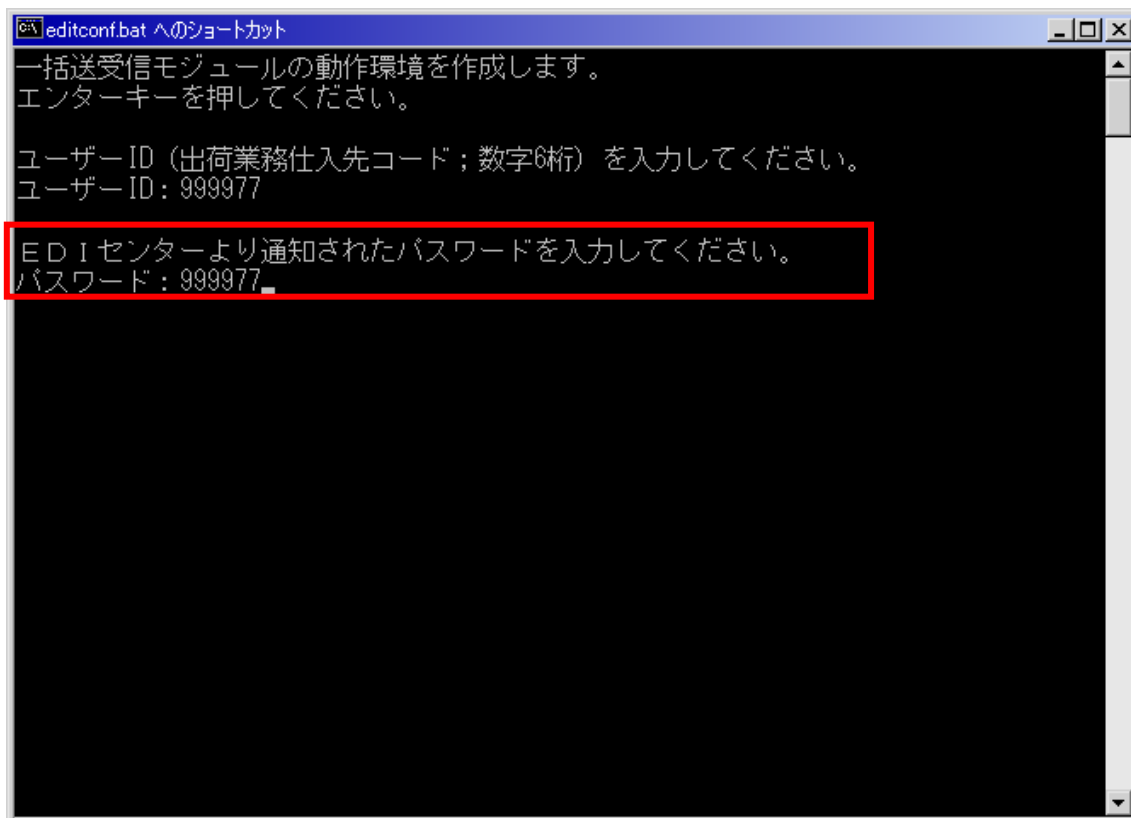 editconf.bat へのショートカット
一括送受信モジュールの動作環境を作成します。
エンターキーを押してください。
ユーザーID（出荷業務仕入先コード；数字6桁）を入力してください。
ユーザーID：999977
ＥＤＩセンターより通知されたパスワードを入力してください。
パスワード：999977